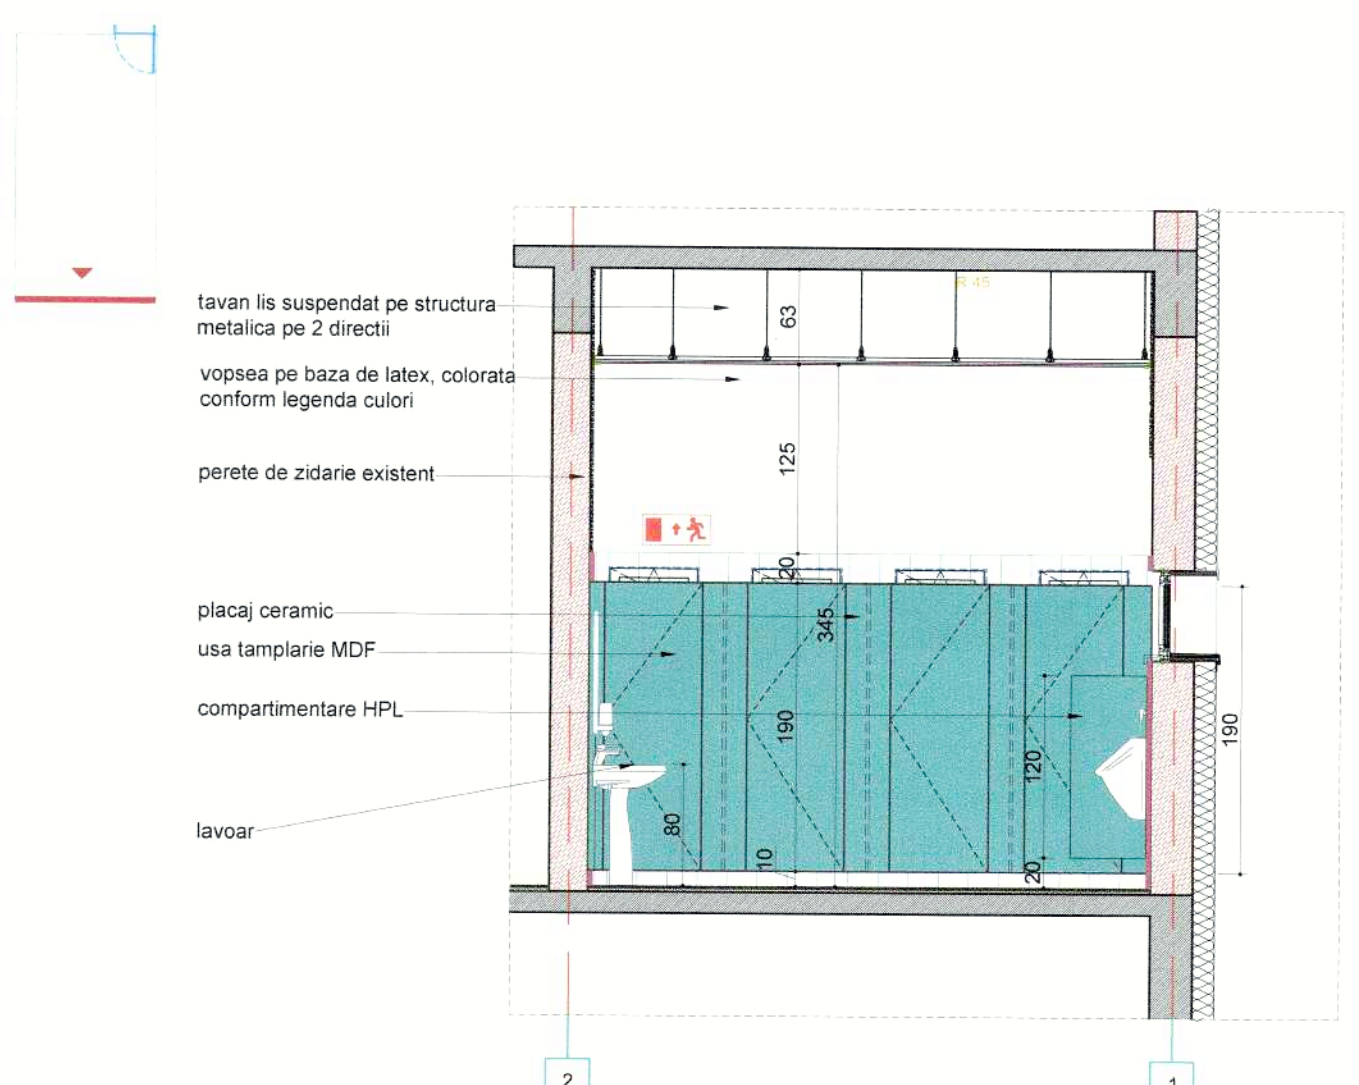 tavan lis suspendat pe structura
metalica pe 2 directii
R 45
63
vopsea pe baza de latex, colorata
conform legenda culori
125
perete de zidarie existent
20
placaj ceramic
345
usa tamplarie MDF
compartimentare HPL
190
120
190
lavoar
80
10
20
2
1